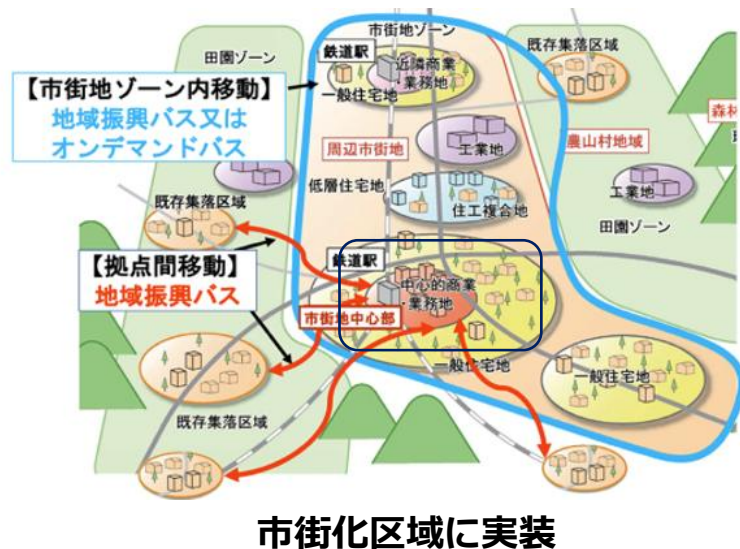 市街地ゾーン
田園ゾーン
鉄道駅
既存集落区域
近隣商業
・業務地
【市街地ゾーン内移動】
一般住宅地
地域振興バス又は
オンデマンドバス
森林
周辺市街地
工業地
農山村地域
既存集落区域
低層住宅地
工業地
住工複合地
田園ゾーン
【拠点間移動】
鉄道駅
地域振興バス
中心的商業
・業務地
市街地中心部
一般住宅地
一般住宅地
既存集落区域
市街化区域に実装